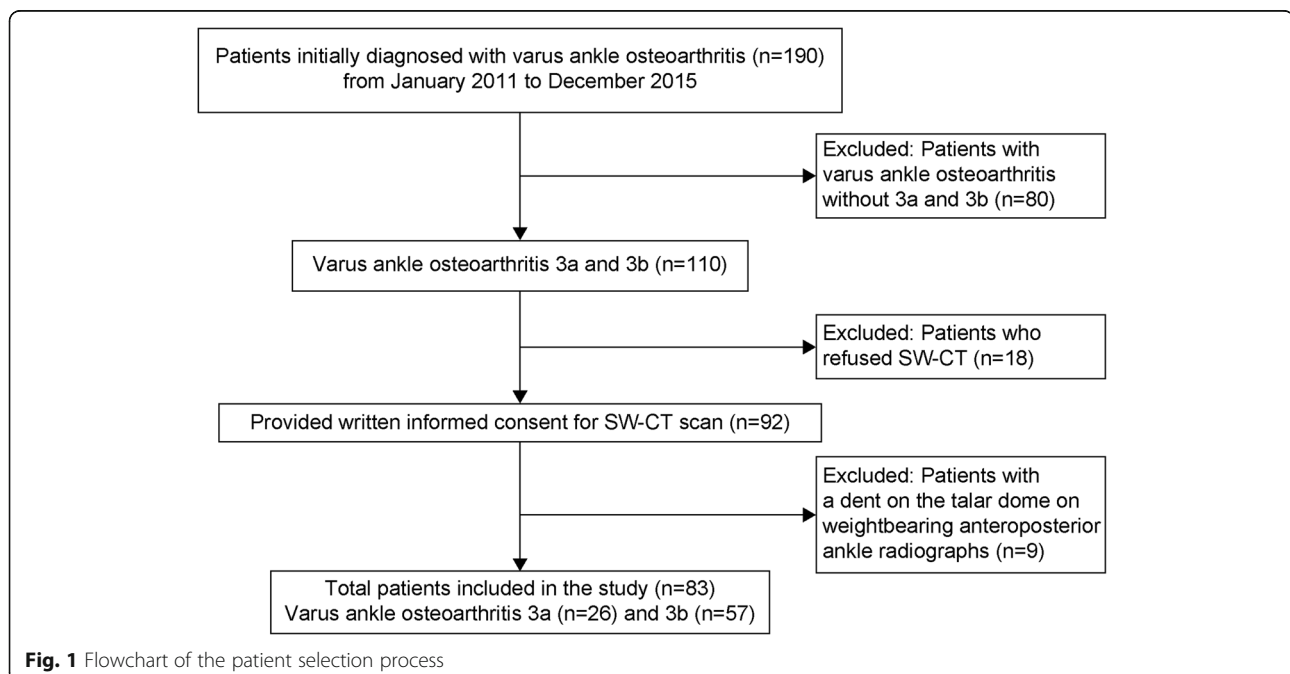 Patients initially diagnosed with varus ankle osteoarthritis (n=190)
from January 2011 to December 2015
Excluded: Patients with
varus ankle osteoarthritis
without 3a and 3b (n=80)
Varus ankle osteoarthritis 3a and 3b (n=110)
Excluded: Patients who
refused SW-CT (n=18)
Provided written informed consent for SW-CT scan (n=92)
Excluded: Patients with
a dent on the talar dome on
weightbearing anteroposterior
ankle radiographs (n=9)
Total patients included in the study (n=83)
Varus ankle osteoarthritis 3a (n=26) and 3b (n=57)
Fig. 1 Flowchart of the patient selection process